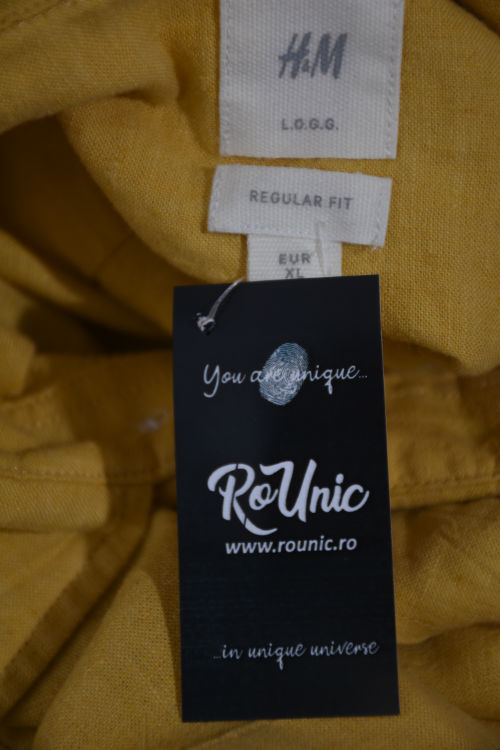 H&M
L.O.G.G.
REGULAR FIT
EUR
XL
You are unique...
RoUnic
www.rounic.ro
...in unique universe